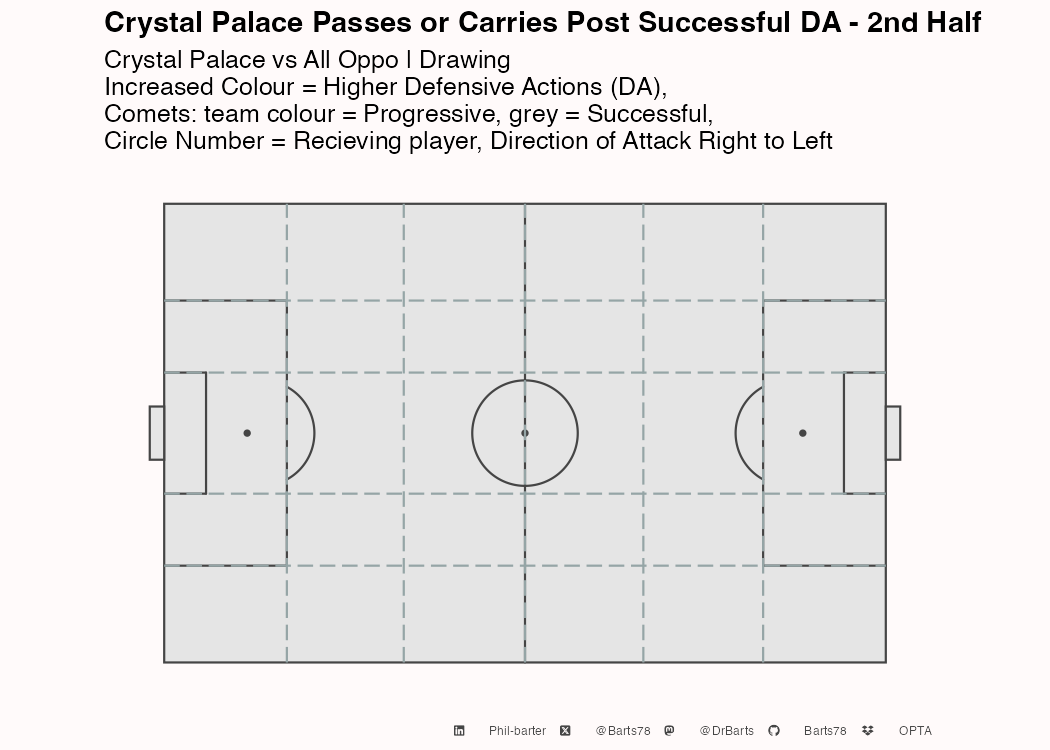 Crystal Palace Passes or Carries Post Successful DA - 2nd Half
Crystal Palace vs All Oppo | Drawing
Increased Colour = Higher Defensive Actions (DA),
Comets: team colour = Progressive, grey = Successful,
Circle Number = Recieving player, Direction of Attack Right to Left
Phil-barter @Barts78 @DrBarts Barts78 OPTA